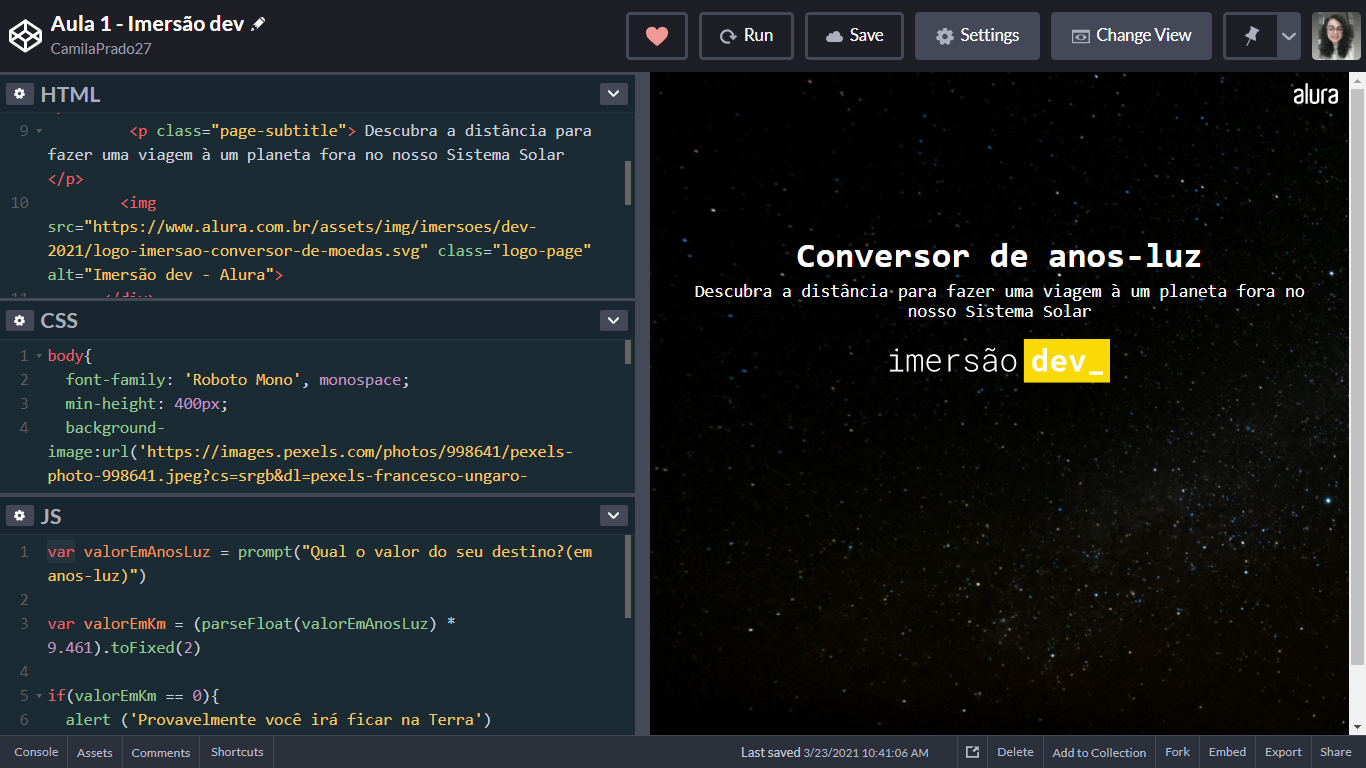 Aula 1 - Imersão dev
CamilaPrado27
Run
Save
Settings
Change View
HTML
9 <p class="page-subtitle"> Descubra a distância para
fazer uma viagem à um planeta fora no nosso Sistema Solar
</p>
10 <img
src="https://www.alura.com.br/assets/img/imersoes/dev-
2021/logo-imersao-conversor-de-moedas.svg" class="logo-page"
alt="Imersão dev - Alura">
11 </div>
CSS
1 body{
2 font-family: 'Roboto Mono', monospace;
3 min-height: 400px;
4 background-
image:url('https://images.pexels.com/photos/998641/pexels-
photo-998641.jpeg?cs=srgb&dl=pexels-francesco-ungaro-
JS
1 var valorEmAnosLuz = prompt("Qual o valor do seu destino?(em
anos-luz)")
2
3 var valorEmKm = (parseFloat(valorEmAnosLuz) *
9.461).toFixed(2)
4
5 if(valorEmKm == 0){
6 alert ('Provavelmente você irá ficar na Terra')
alura
Conversor de anos-luz
Descubra a distância para fazer uma viagem à um planeta fora no
nosso Sistema Solar
imersão dev_
Console
Assets
Comments
Shortcuts
Last saved 3/23/2021 10:41:06 AM
Delete
Add to Collection
Fork
Embed
Export
Share